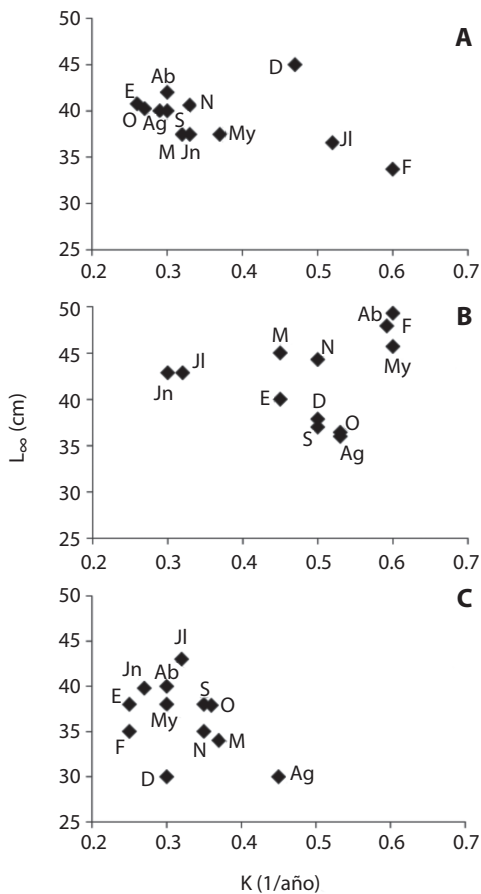 A
50
45
40
35
30
25
0.2 0.3 0.4 0.5 0.6 0.7
D
Ab
E
N
O Ag S
M Jn
My
Jl
F
B
50
45
40
35
30
25
0.2 0.3 0.4 0.5 0.6 0.7
Ab F
My
M N
Jn Jl
E D
S O
Ag
L∞ (cm)
C
50
45
40
35
30
25
0.2 0.3 0.4 0.5 0.6 0.7
Jl
Jn Ab
E My S O
F N M
D Ag
K (1/año)